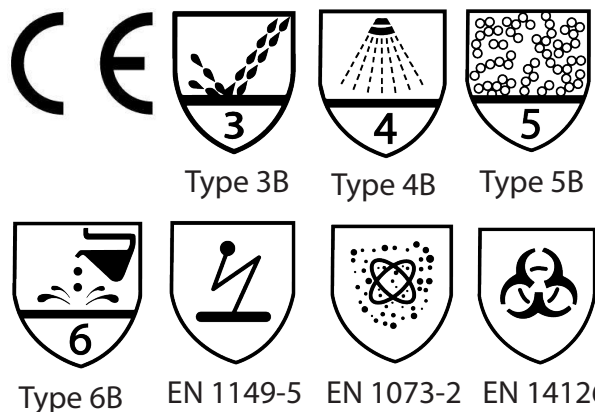 CE
3
4
5
Type 3B
Type 4B
Type 5B
6
Type 6B
EN 1149-5
EN 1073-2
EN 14126